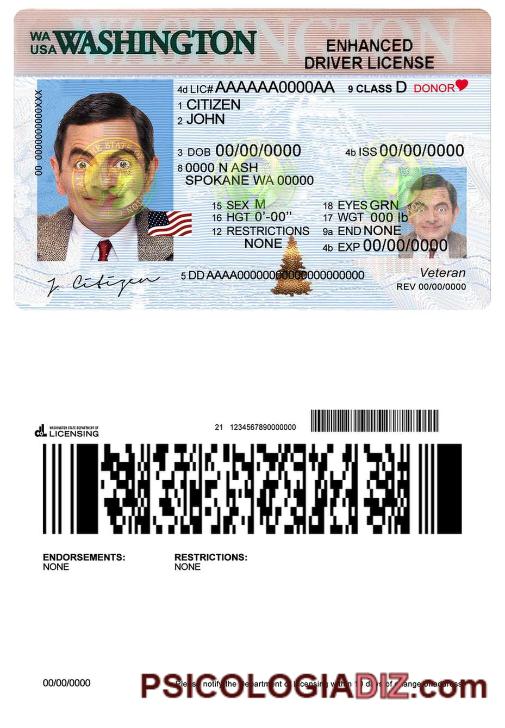 WA
USA WASHINGTON
ENHANCED
DRIVER LICENSE
4d LIC# AAAAAA0000AA 9 CLASS D DONOR
00 0000000000XXX
1 CITIZEN
2 JOHN
3 DOB 00/00/0000 4b ISS 00/00/0000
8 0000 N ASH
SPOKANE WA 00000
15 SEX M 18 EYES GRN
16 HGT 0'-00" 17 WGT 000 lb
12 RESTRICTIONS 9a END NONE
NONE 4b EXP 00/00/0000
J Citizen
5 DD AAAA00000000000000000000 Veteran
REV 00/00/0000
WASHINGTON STATE DEPARTMENT OF
dol LICENSING
21 1234567890000000
ENDORSEMENTS: RESTRICTIONS:
NONE NONE
00/00/0000 Please notify the Department of Licensing within 10 days of change of address.
PSICOLOGIADIZ.com